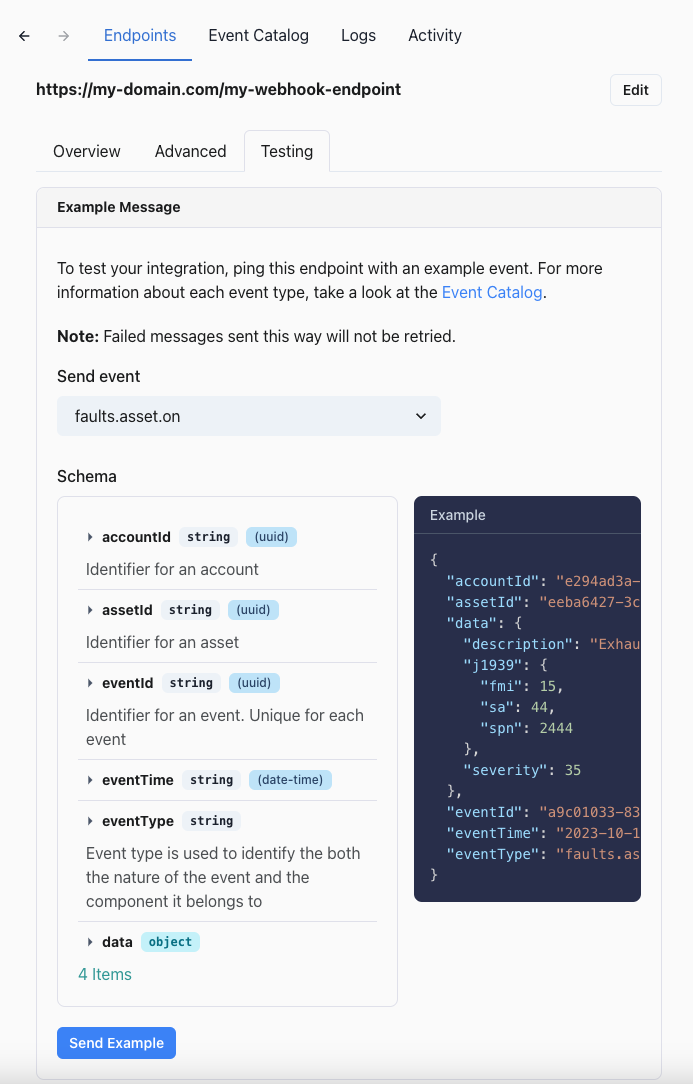 Endpoints Event Catalog Logs Activity
https://my-domain.com/my-webhook-endpoint
Edit
Overview Advanced Testing
Example Message
To test your integration, ping this endpoint with an example event. For more
information about each event type, take a look at the Event Catalog.
Note: Failed messages sent this way will not be retried.
Send event
faults.asset.on
Schema
accountId string (uuid)
Identifier for an account
assetId string (uuid)
Identifier for an asset
eventId string (uuid)
Identifier for an event. Unique for each
event
eventTime string (date-time)
eventType string
Event type is used to identify the both
the nature of the event and the
component it belongs to
data object
4 Items
Example
{
"accountId": "e294ad3a-
"assetId": "eeba6427-3c
"data": {
"description": "Exhau
"j1939": {
"fmi": 15,
"sa": 44,
"spn": 2444
},
"severity": 35
},
"eventId": "a9c01033-83
"eventTime": "2023-10-1
"eventType": "faults.as
}
Send Example